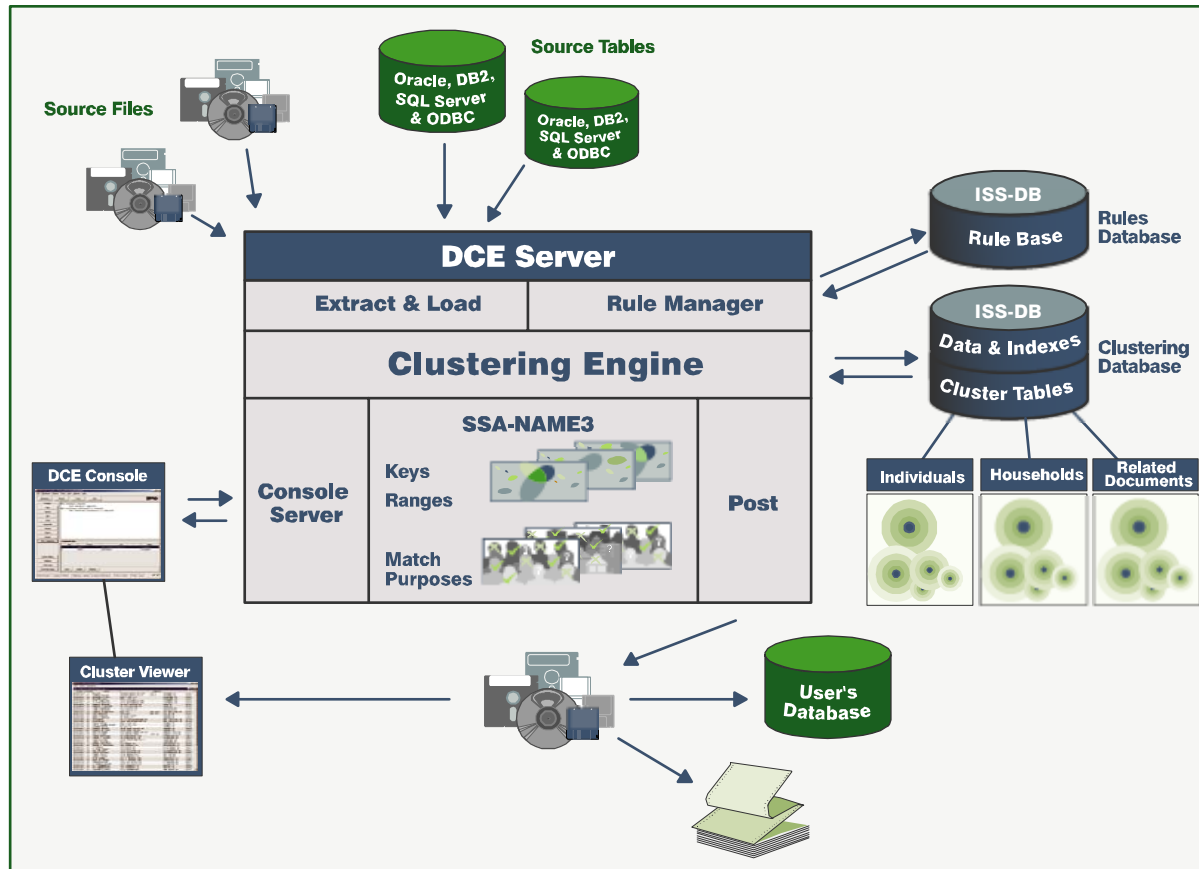 Source Files
Source Tables
Oracle, DB2,
SQL Server
& ODBC
Oracle, DB2,
SQL Server
& ODBC
DCE Server
Extract & Load
Rule Manager
Clustering Engine
Console
Server
SSA-NAME3
Keys
Ranges
Match
Purposes
Post
ISS-DB
Rule Base
Rules
Database
ISS-DB
Data & Indexes
Cluster Tables
Clustering
Database
Individuals
Households
Related
Documents
DCE Console
Cluster Viewer
User's
Database